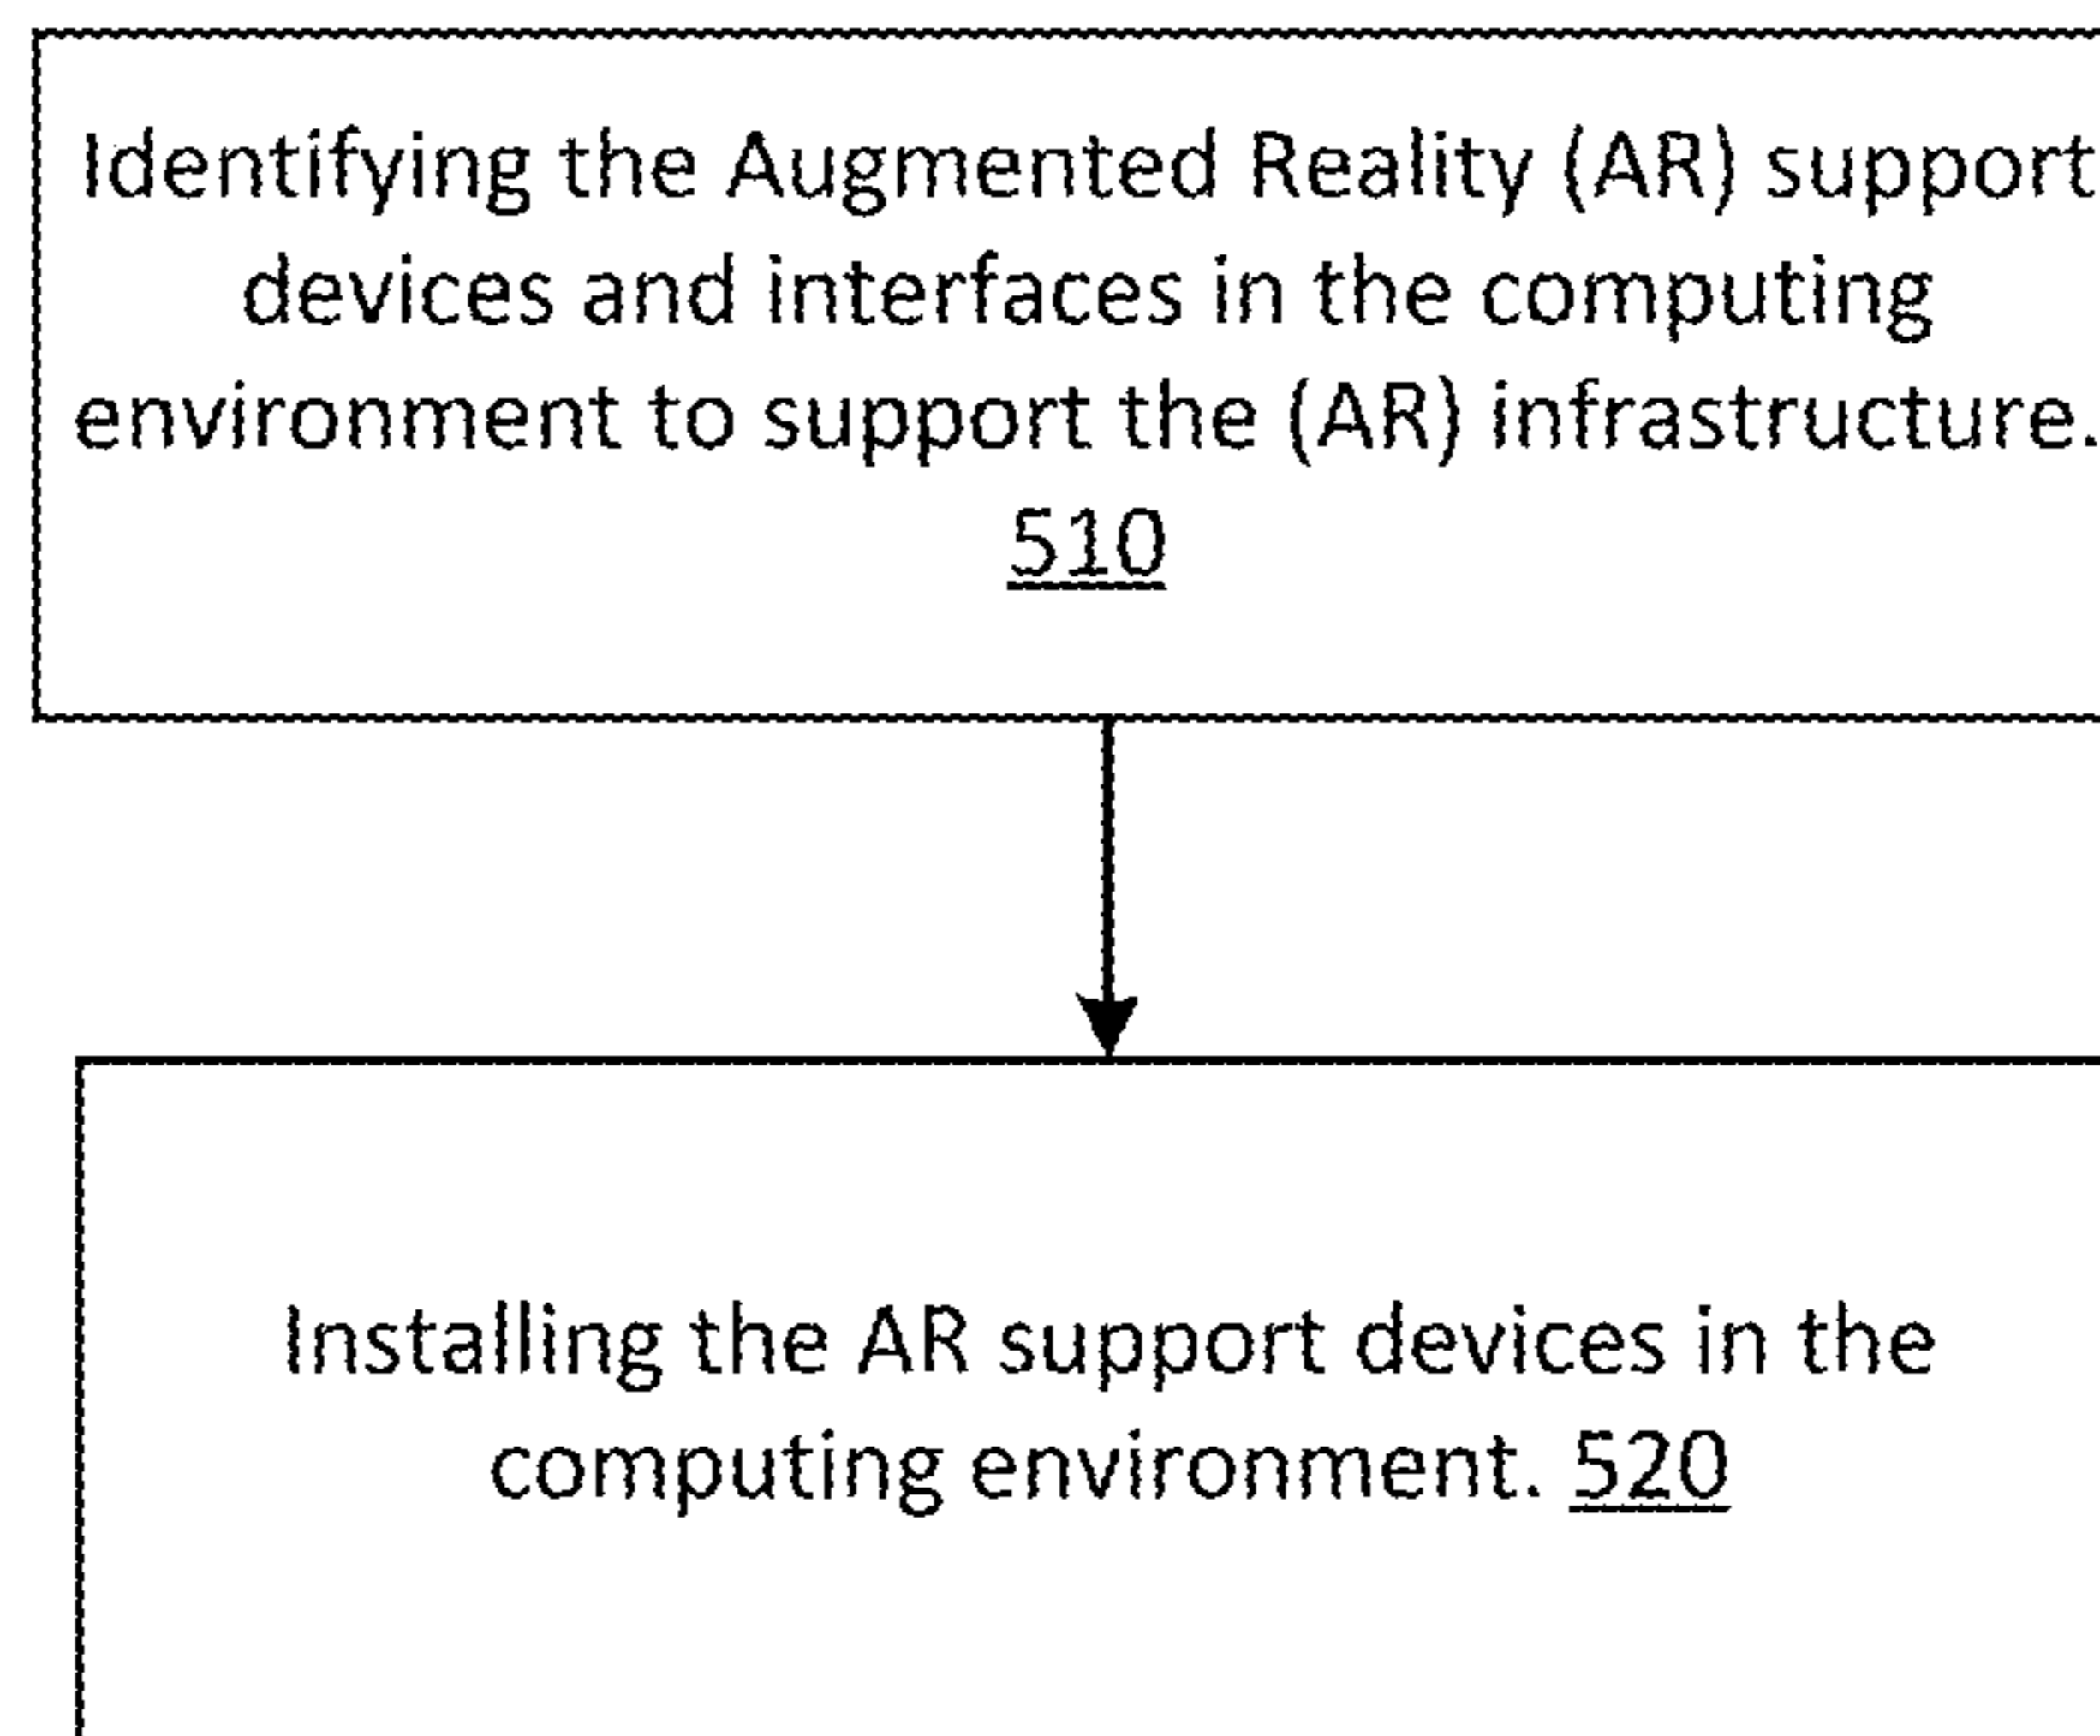 Identifying the Augmented Reality (AR) support
devices and interfaces in the computing
environment to support the (AR) infrastructure.
510
Installing the AR support devices in the
computing environment. 520